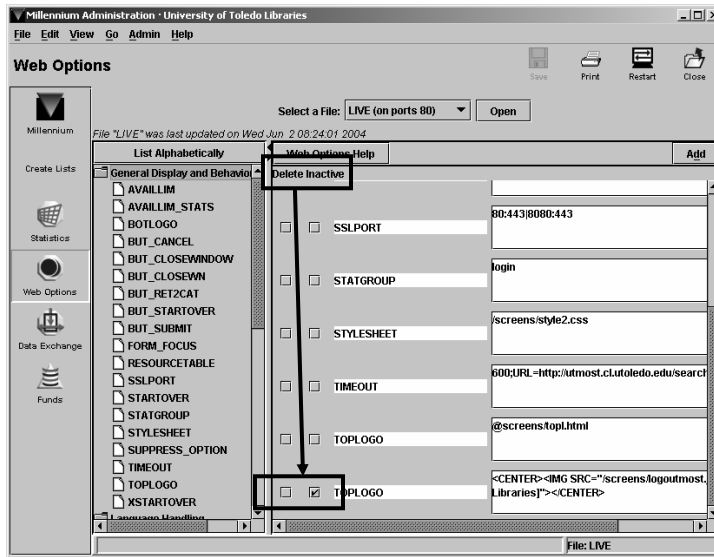 Millennium Administration · University of Toledo Libraries
File Edit View Go Admin Help
Web Options
Save
Print
Restart
Close
Select a File: LIVE (on ports 80) Open
File "LIVE" was last updated on Wed Jun 2 08:24:01 2004
Millennium
Create Lists
Statistics
Web Options
Data Exchange
Funds
List Alphabetically
General Display and Behavio
AVAILLIM
AVAILLIM_STATS
BOTLOGO
BUT_CANCEL
BUT_CLOSEWINDOW
BUT_CLOSEWN
BUT_RET2CAT
BUT_STARTOVER
BUT_SUBMIT
FORM_FOCUS
RESOURCETABLE
SSLPORT
STARTOVER
STATGROUP
STYLESHEET
SUPPRESS_OPTION
TIMEOUT
TOPLOGO
XSTARTOVER
Language Handling
Web Options Help
Add
Delete Inactive
SSLPORT
80:443|8080:443
STATGROUP
login
STYLESHEET
/screens/style2.css
TIMEOUT
600;URL=http://utmost.cl.utoledo.edu/search
TOPLOGO
@screens/topl.html
TOPLOGO
<CENTER><IMG SRC="/screens/logoutmost.
Libraries]"></CENTER>
File: LIVE